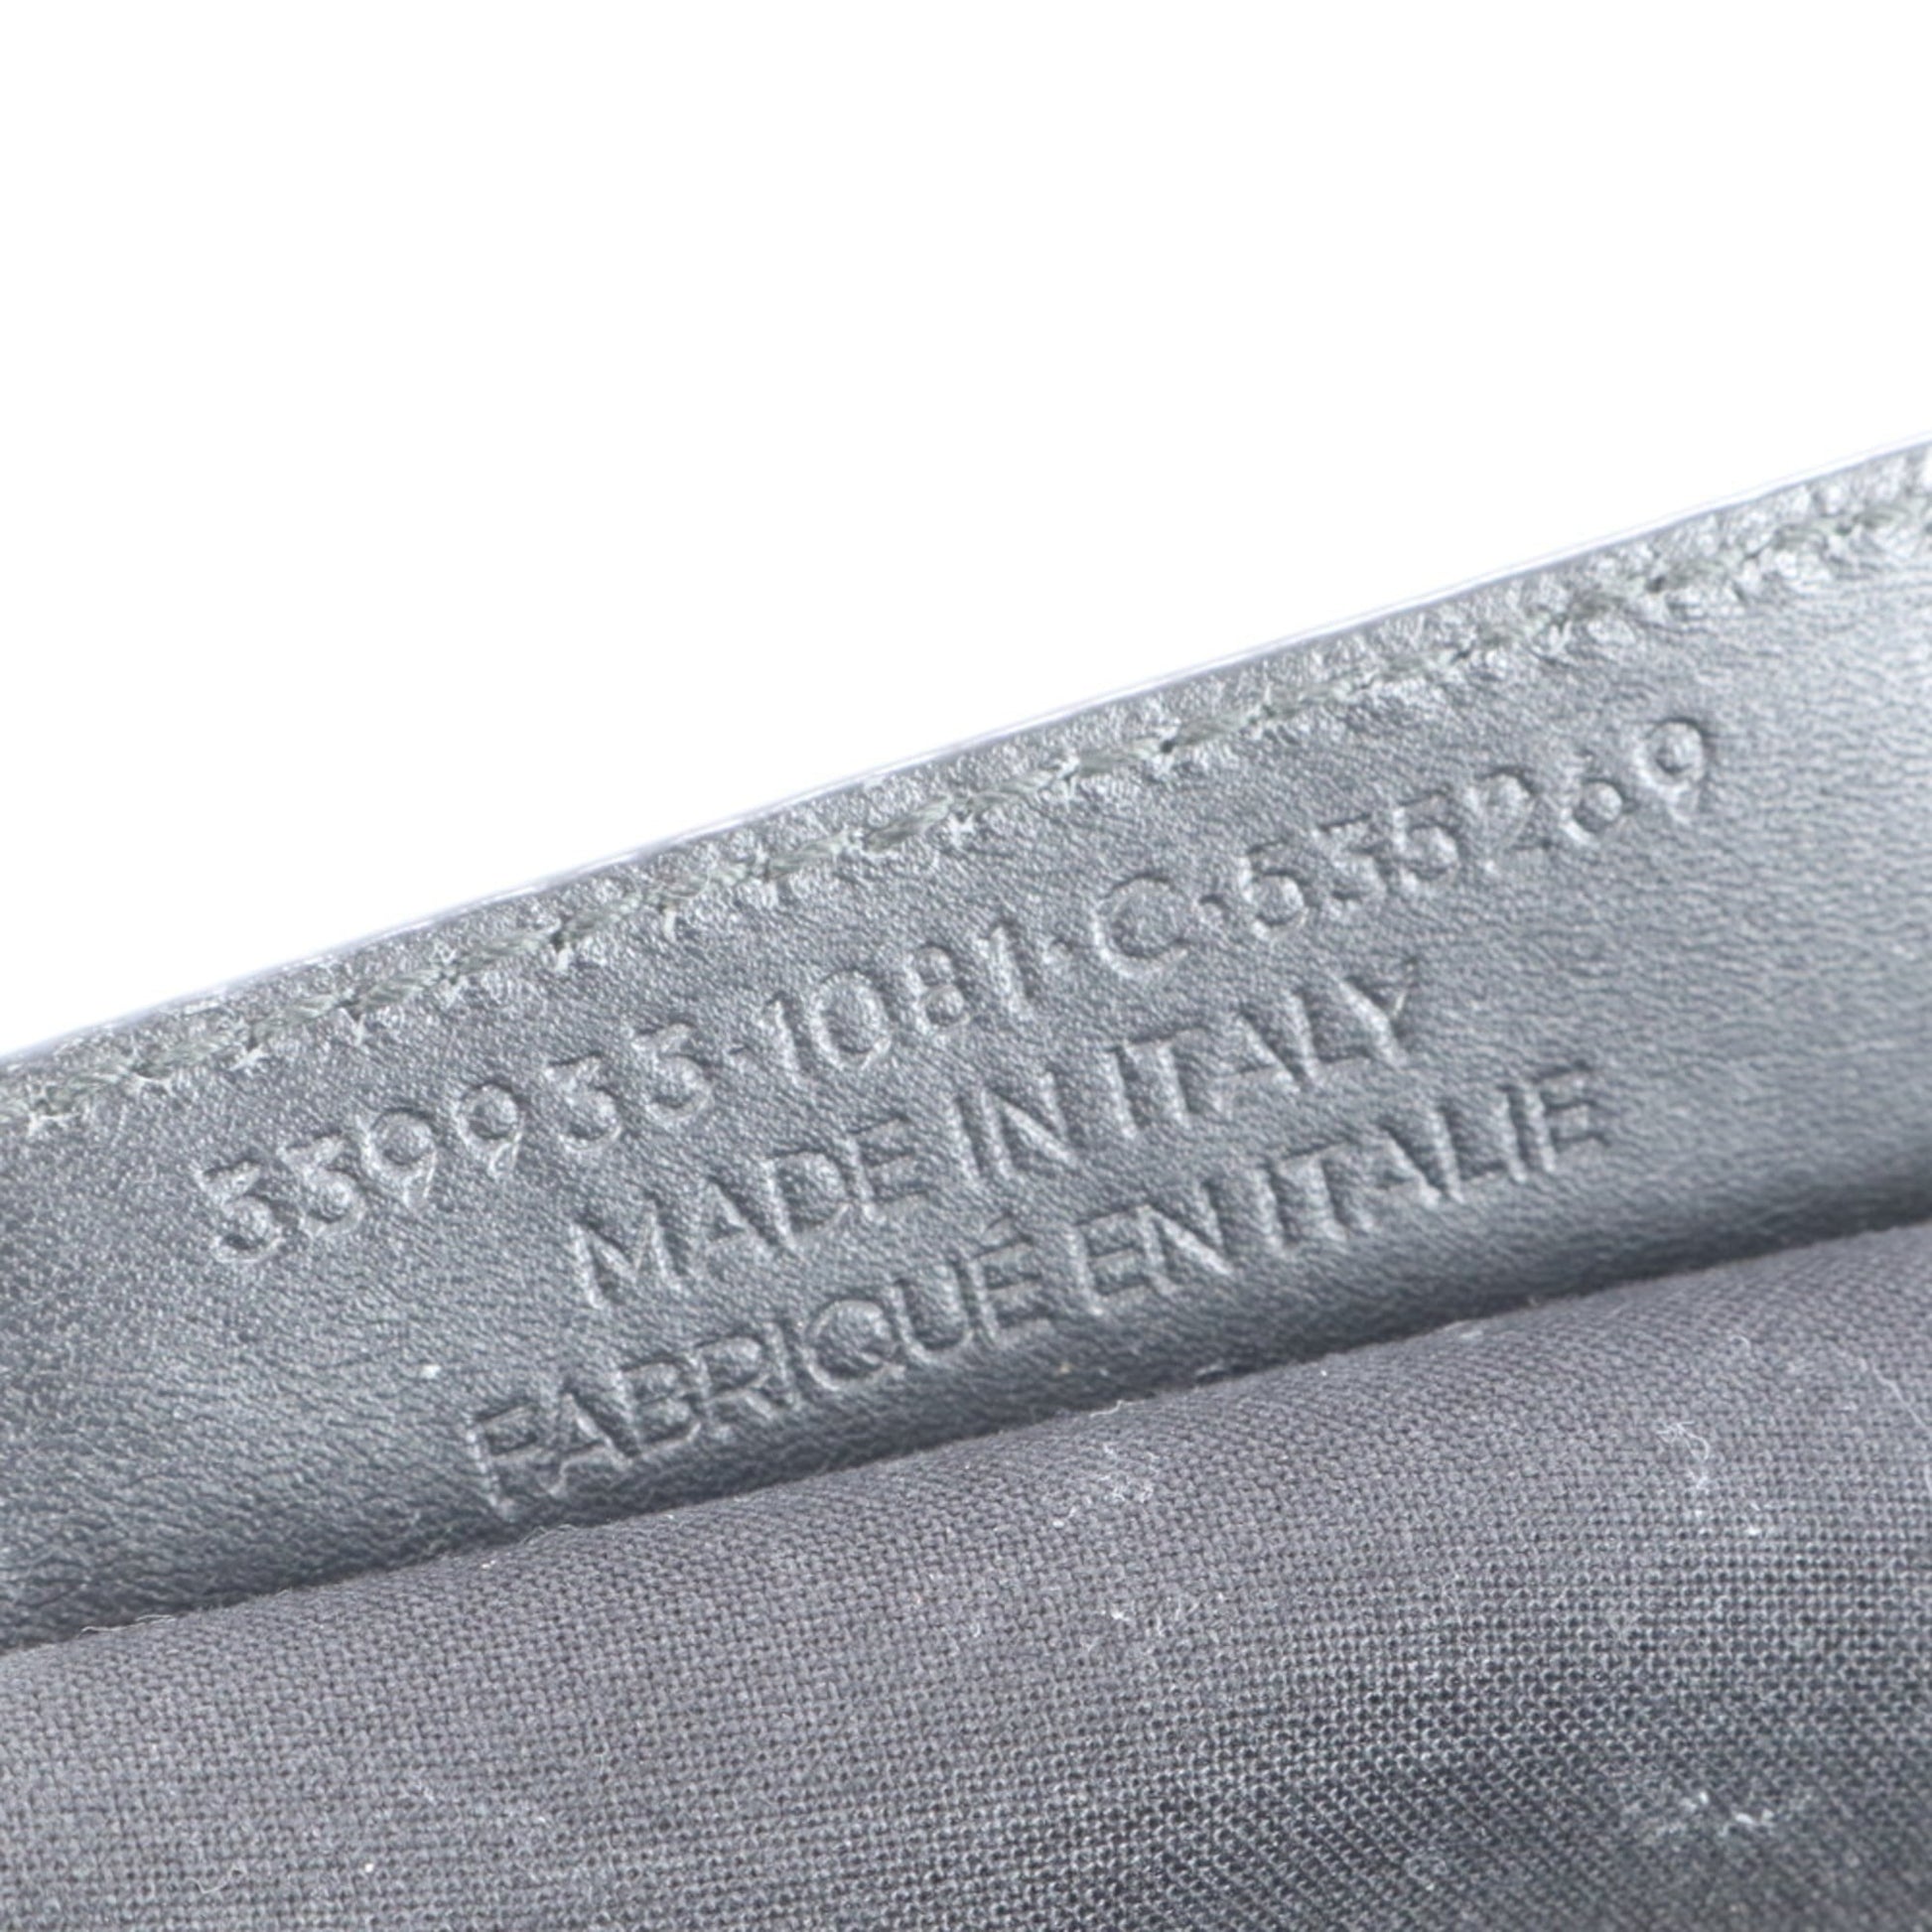 339933·1081·C·535269
MADE IN ITALY
FABRIQUÉ EN ITALIE